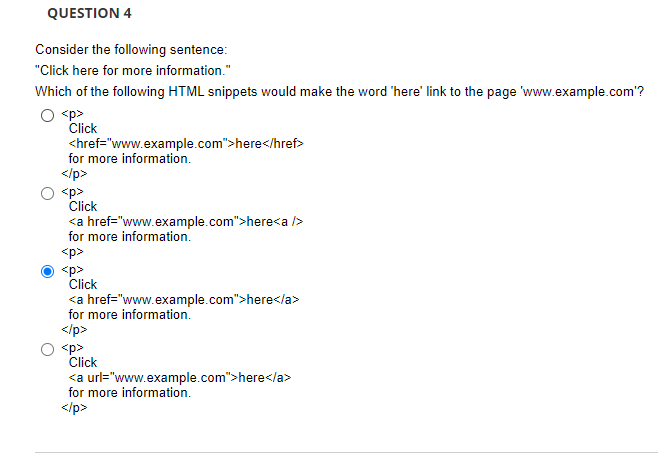 QUESTION 4
Consider the following sentence:
"Click here for more information."
Which of the following HTML snippets would make the word 'here' link to the page 'www.example.com'?
<p>
Click
<href="www.example.com">here</href>
for more information.
</p>
<p>
Click
<a href="www.example.com">here<a />
for more information.
<p>
<p>
Click
<a href="www.example.com">here</a>
for more information.
</p>
<p>
Click
<a url="www.example.com">here</a>
for more information.
</p>